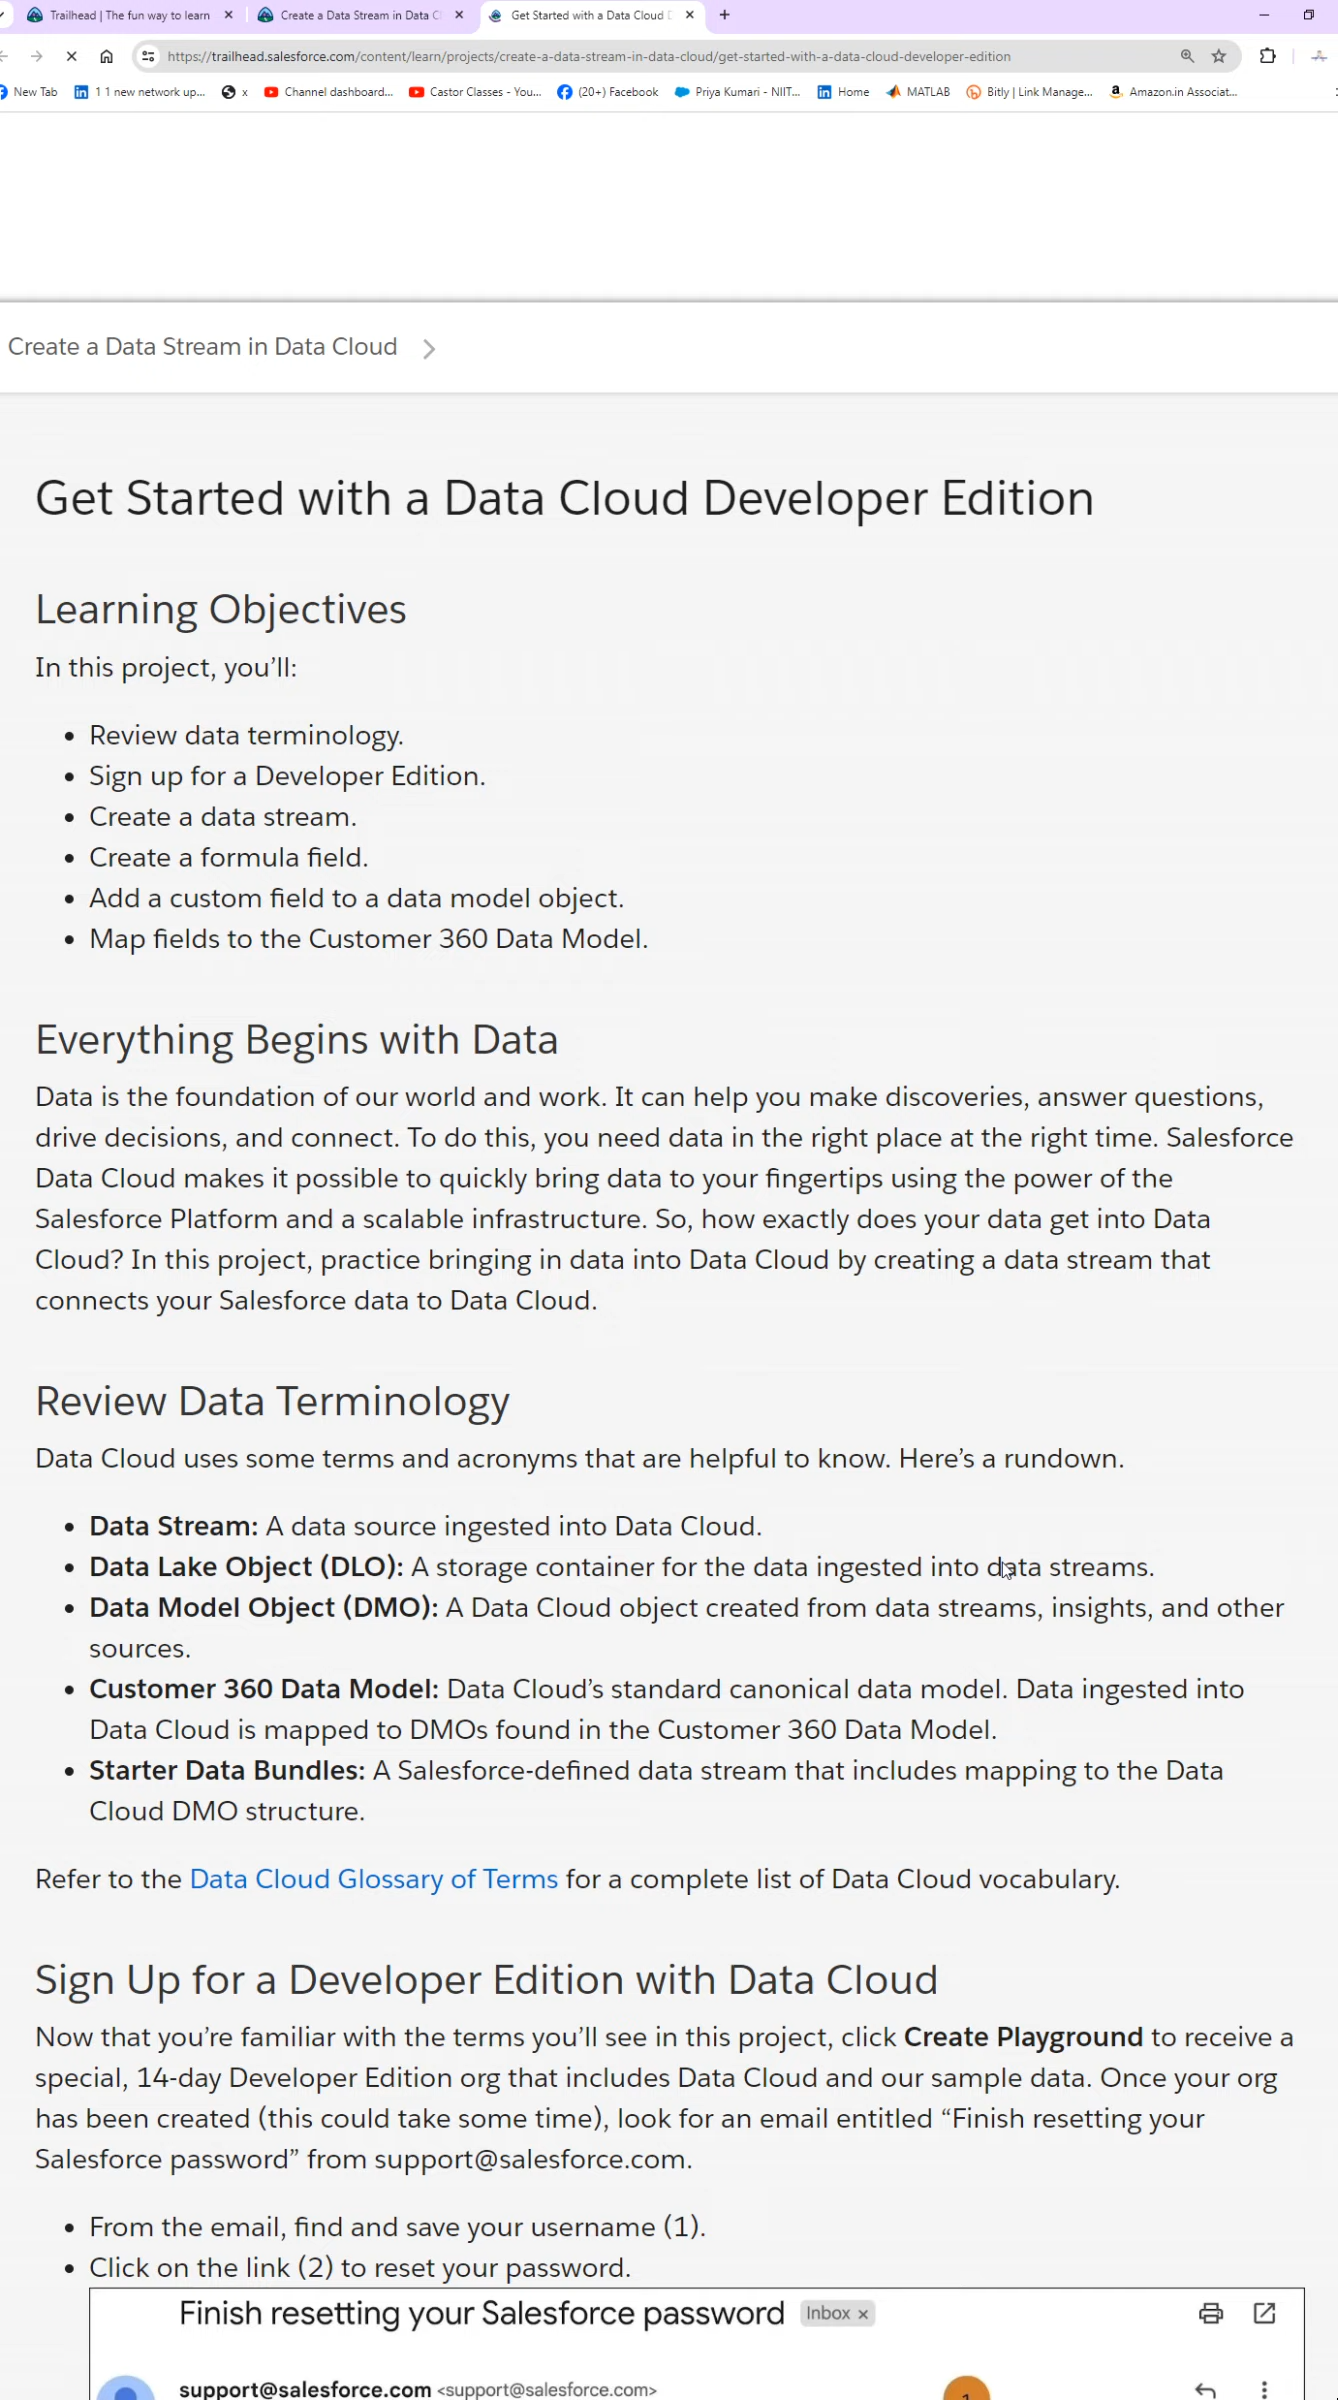 Trailhead | The fun way to learn
Create a Data Stream in Data C
Get Started with a Data Cloud D
https://trailhead.salesforce.com/content/learn/projects/create-a-data-stream-in-data-cloud/get-started-with-a-data-cloud-developer-edition
New Tab 1 1 new network up... x Channel dashboard... Castor Classes - You... (20+) Facebook Priya Kumari - NIIT... Home MATLAB Bitly | Link Manage... Amazon.in Associat...
Create a Data Stream in Data Cloud
Get Started with a Data Cloud Developer Edition
Learning Objectives
In this project, you’ll:
• Review data terminology.
• Sign up for a Developer Edition.
• Create a data stream.
• Create a formula field.
• Add a custom field to a data model object.
• Map fields to the Customer 360 Data Model.
Everything Begins with Data
Data is the foundation of our world and work. It can help you make discoveries, answer questions,
drive decisions, and connect. To do this, you need data in the right place at the right time. Salesforce
Data Cloud makes it possible to quickly bring data to your fingertips using the power of the
Salesforce Platform and a scalable infrastructure. So, how exactly does your data get into Data
Cloud? In this project, practice bringing in data into Data Cloud by creating a data stream that
connects your Salesforce data to Data Cloud.
Review Data Terminology
Data Cloud uses some terms and acronyms that are helpful to know. Here’s a rundown.
• Data Stream: A data source ingested into Data Cloud.
• Data Lake Object (DLO): A storage container for the data ingested into data streams.
• Data Model Object (DMO): A Data Cloud object created from data streams, insights, and other
sources.
• Customer 360 Data Model: Data Cloud’s standard canonical data model. Data ingested into
Data Cloud is mapped to DMOs found in the Customer 360 Data Model.
• Starter Data Bundles: A Salesforce-defined data stream that includes mapping to the Data
Cloud DMO structure.
Refer to the Data Cloud Glossary of Terms for a complete list of Data Cloud vocabulary.
Sign Up for a Developer Edition with Data Cloud
Now that you’re familiar with the terms you’ll see in this project, click Create Playground to receive a
special, 14-day Developer Edition org that includes Data Cloud and our sample data. Once your org
has been created (this could take some time), look for an email entitled “Finish resetting your
Salesforce password” from support@salesforce.com.
• From the email, find and save your username (1).
• Click on the link (2) to reset your password.
Finish resetting your Salesforce password Inbox ×
support@salesforce.com <support@salesforce.com>